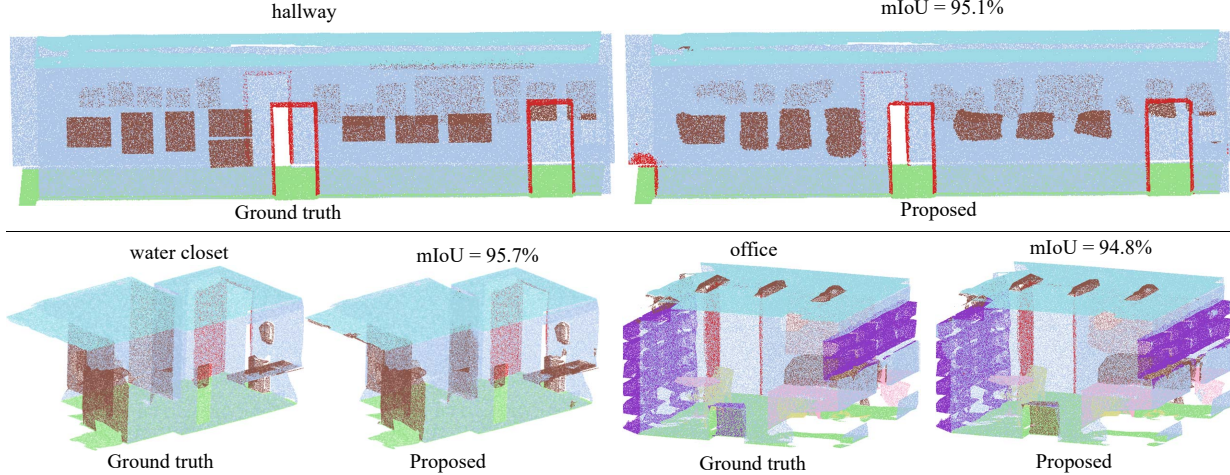 hallway
mIoU = 95.1%
Ground truth
Proposed
water closet
mIoU = 95.7%
office
mIoU = 94.8%
Ground truth
Proposed
Ground truth
Proposed